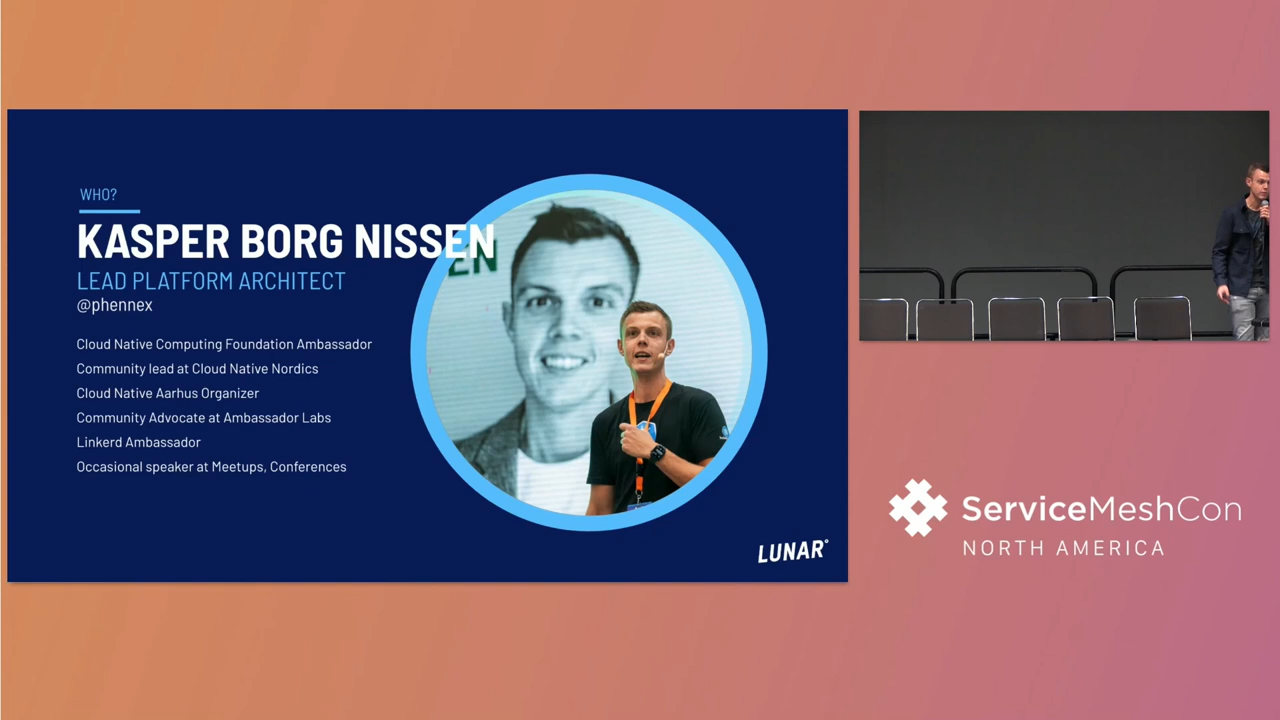 WHO?
KASPER BORG NISSEN
LEAD PLATFORM ARCHITECT
@phennex
Cloud Native Computing Foundation Ambassador
Community lead at Cloud Native Nordics
Cloud Native Aarhus Organizer
Community Advocate at Ambassador Labs
Linkerd Ambassador
Occasional speaker at Meetups, Conferences
EN
LUNAR°
ServiceMeshCon
NORTH AMERICA